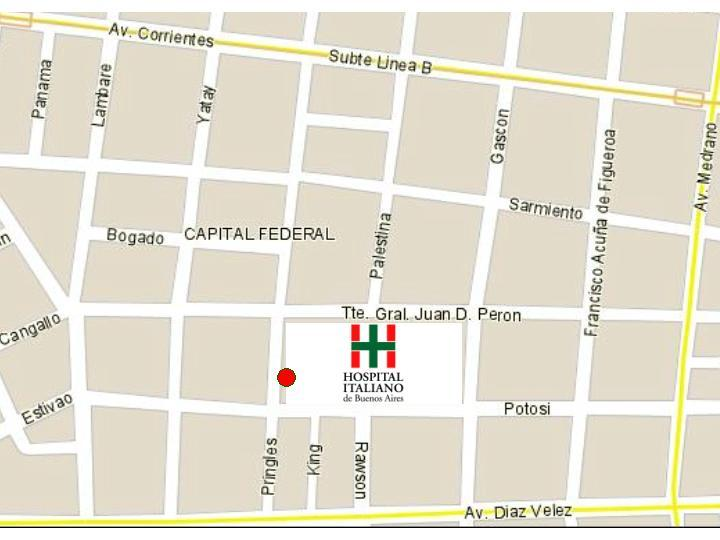 Av. Corrientes
Subte Linea B
Panama
Lambare
Yatay
Gascon
Francisco Acuña de Figueroa
Av. Medrano
Sarmiento
Palestina
Bogado
CAPITAL FEDERAL
Tte. Gral. Juan D. Peron
Cangallo
HOSPITAL
ITALIANO
de Buenos Aires
Estivao
Potosi
Pringles
King
Rawson
Av. Diaz Velez